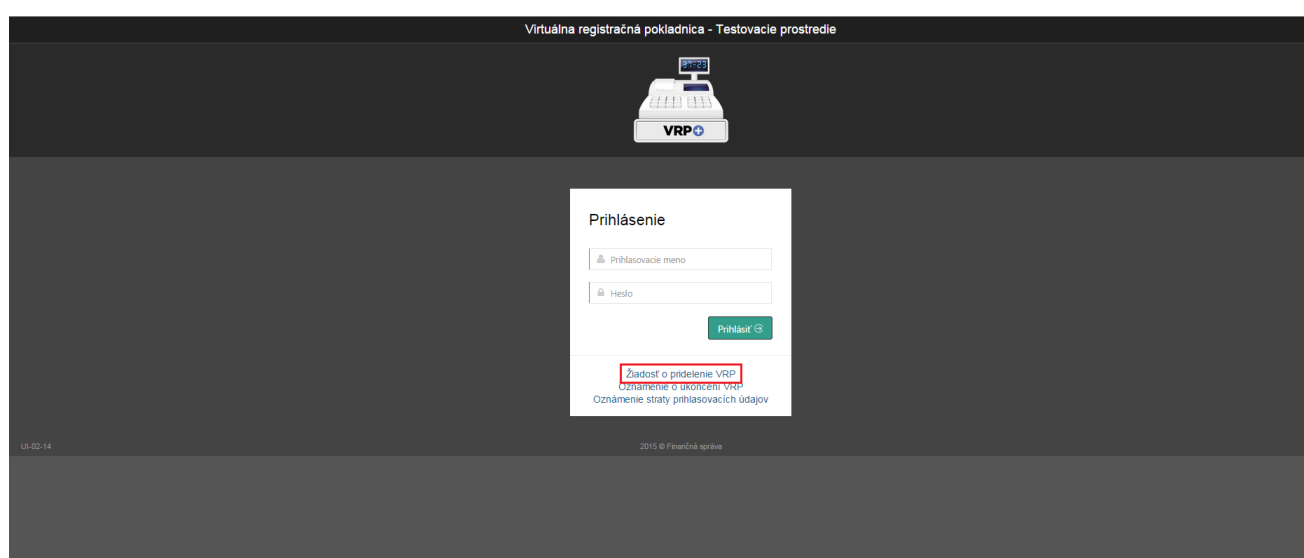 Virtuálna registračná pokladnica - Testovacie prostredie
VRP
Prihlásenie
Prihlasovacie meno
Heslo
Prihlásiť
Žiadosť o pridelenie VRP
Oznámenie o ukončení VRP
Oznámenie straty prihlasovacích údajov
UI-02-14
2015 © Finančná správa